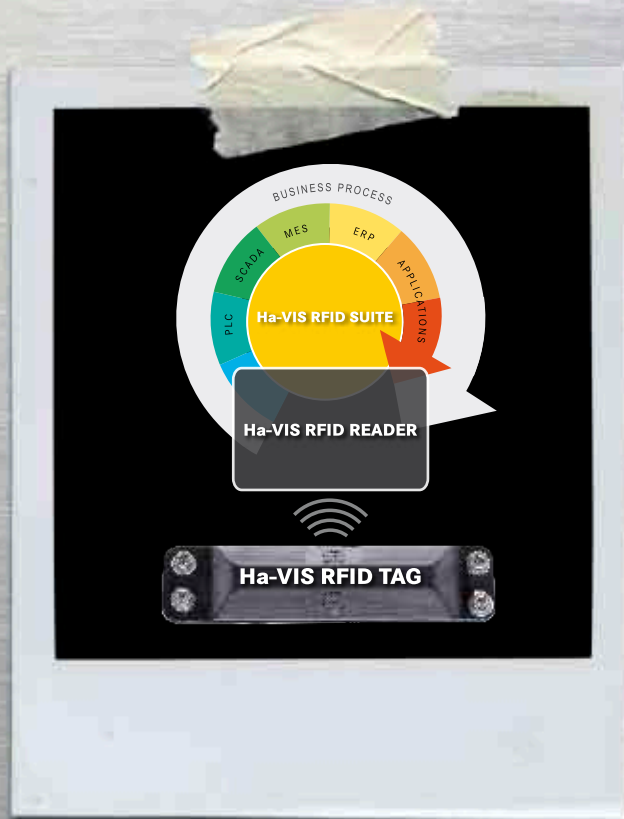 BUSINESS PROCESS
MES
ERP
SCADA
APPLICATIONS
PLC
Ha-VIS RFID SUITE
Ha-VIS RFID READER
Ha-VIS RFID TAG